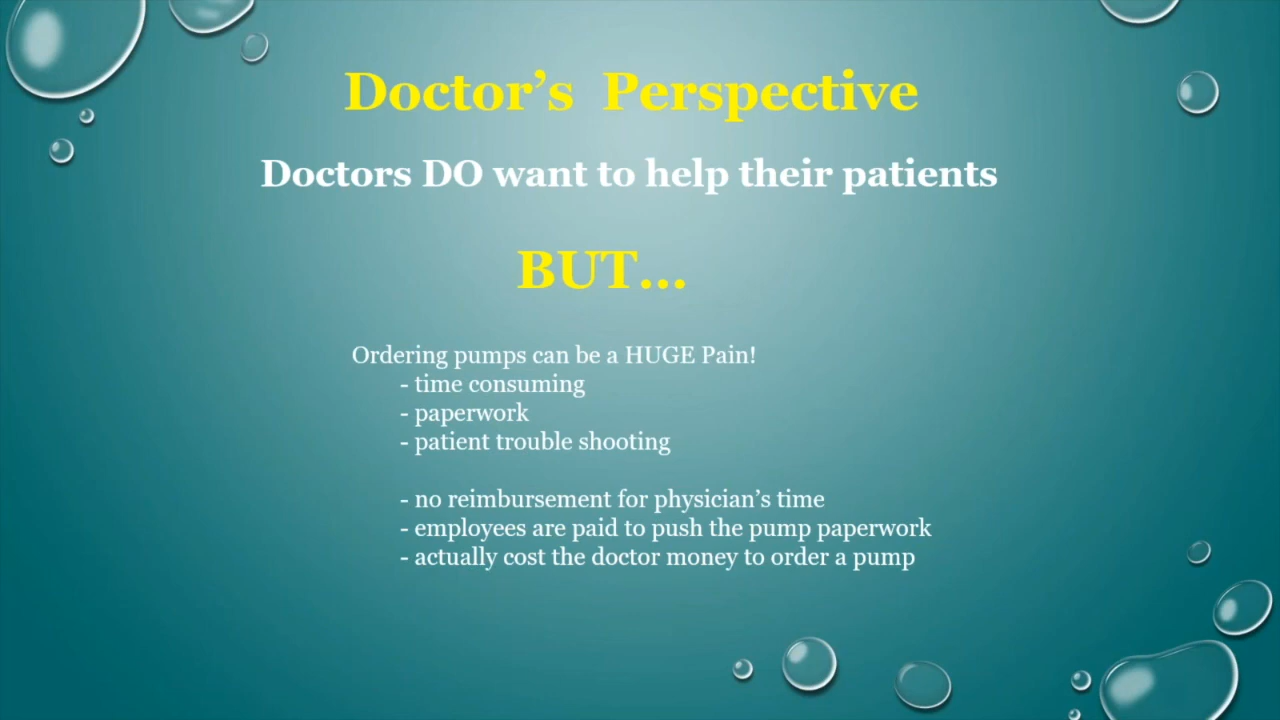 Doctor’s  Perspective
Doctors DO want to help their patients
BUT…
Ordering pumps can be a HUGE Pain!
- time consuming
- paperwork
- patient trouble shooting
- no reimbursement for physician’s time
- employees are paid to push the pump paperwork
- actually cost the doctor money to order a pump